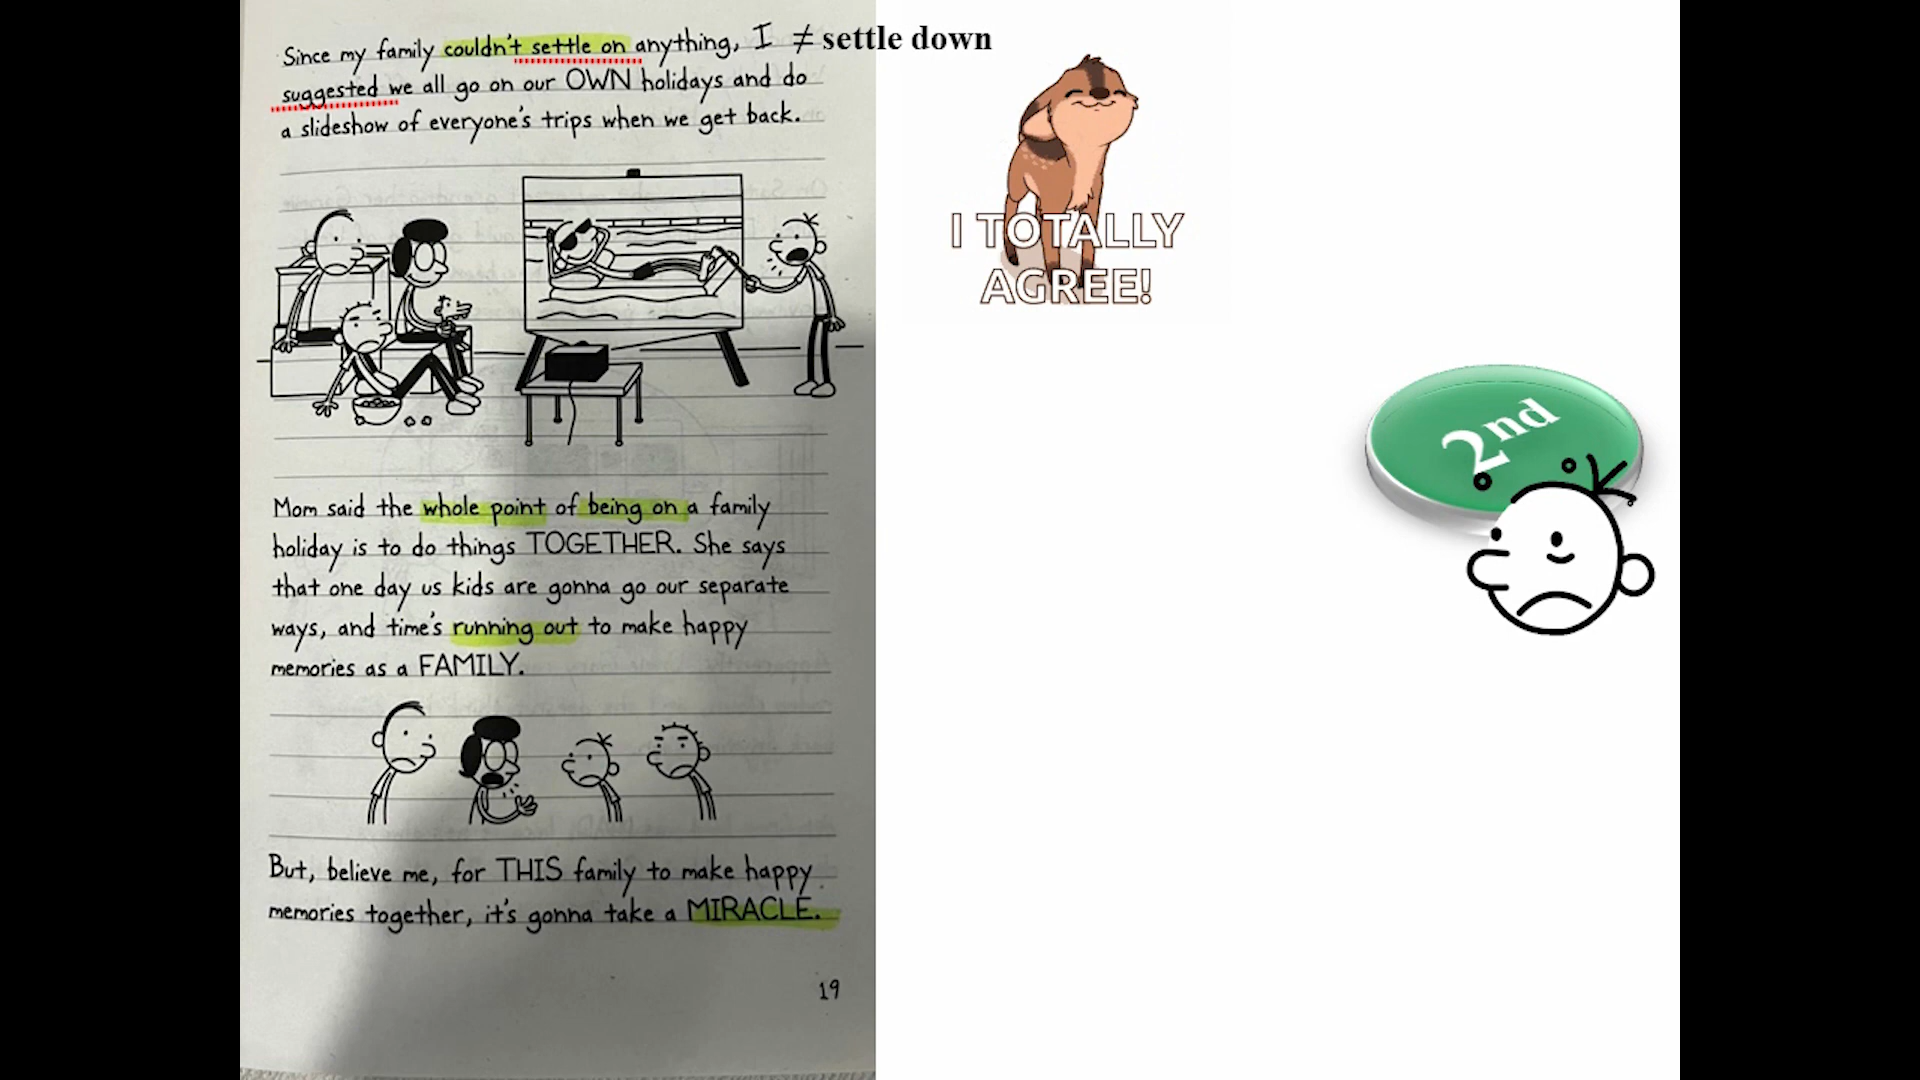 Since my family couldn't settle on anything, I ≠ settle down
suggested we all go on our OWN holidays and do
a slideshow of everyone's trips when we get back.
I TOTALLY
AGREE!
2nd
Mom said the whole point of being on a family
holiday is to do things TOGETHER. She says
that one day us kids are gonna go our separate
ways, and time's running out to make happy
memories as a FAMILY.
But, believe me, for THIS family to make happy
memories together, it's gonna take a MIRACLE.
19